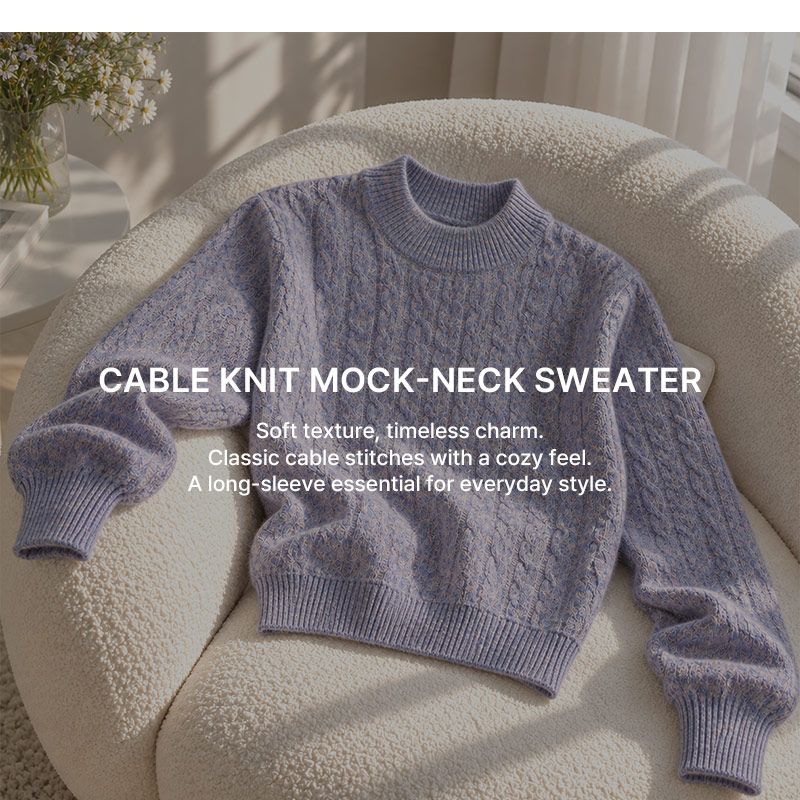 CABLE KNIT MOCK-NECK SWEATER
Soft texture, timeless charm.
Classic cable stitches with a cozy feel.
A long-sleeve essential for everyday style.